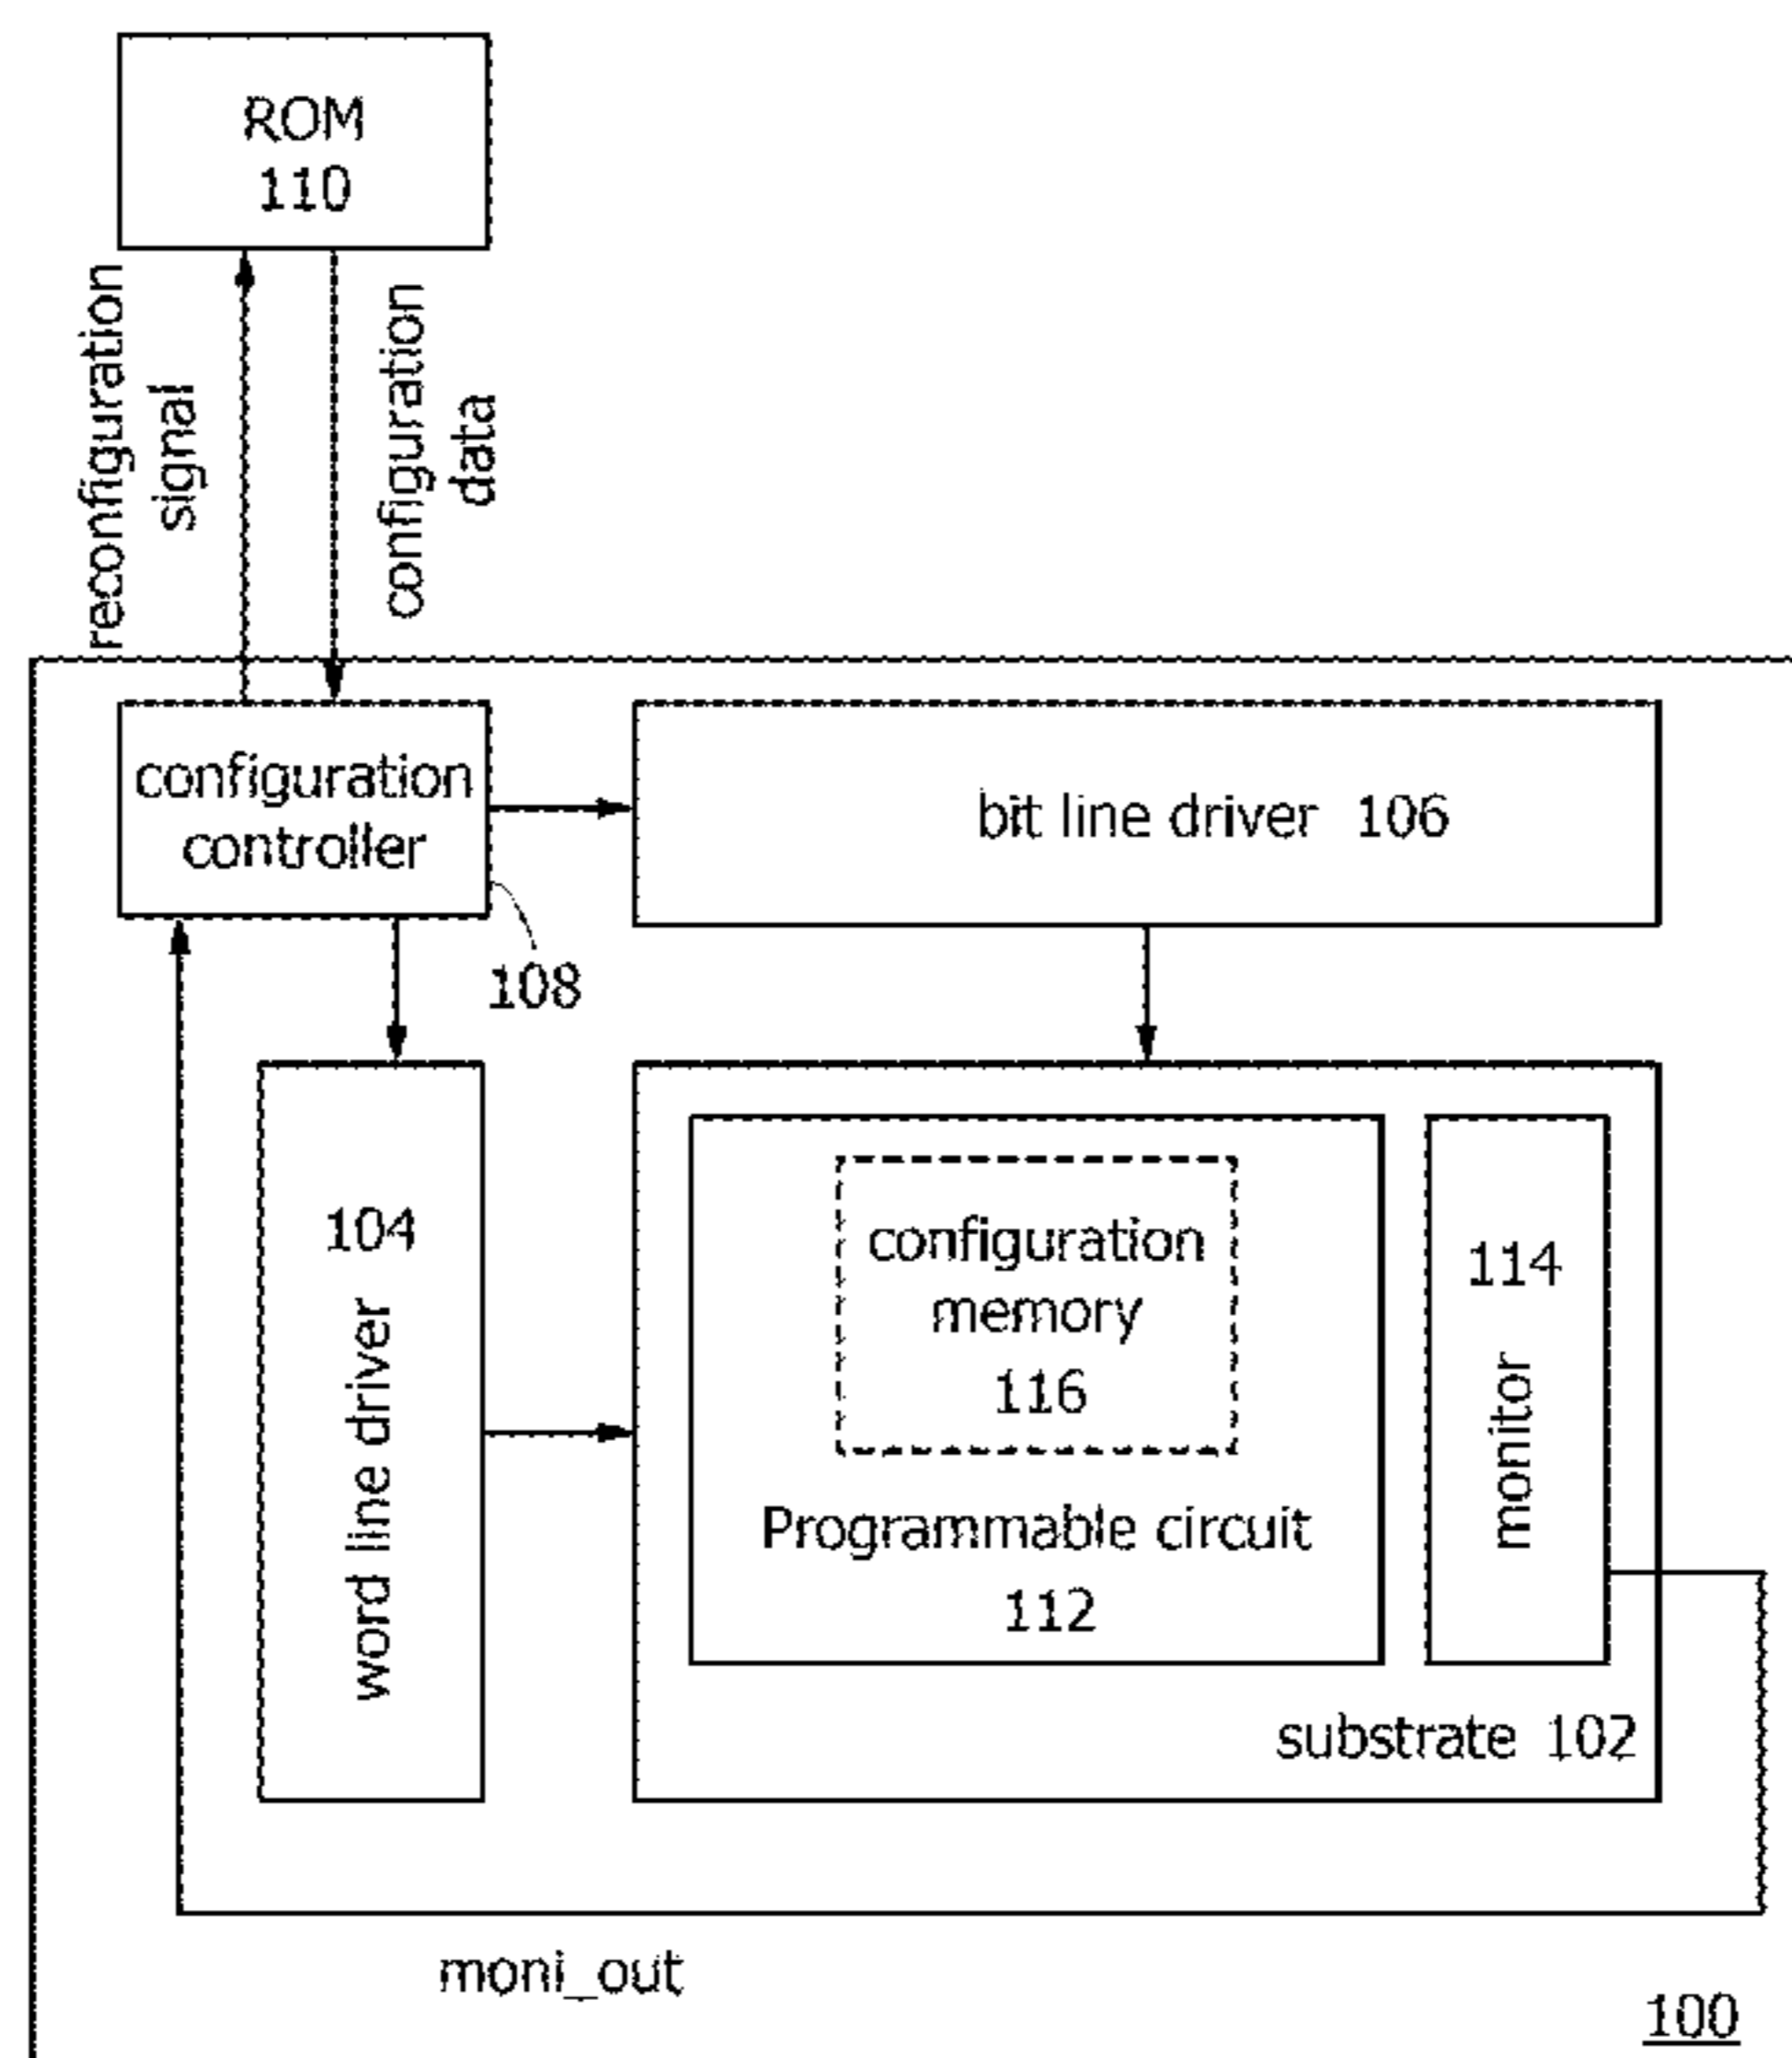 ROM
110
reconfiguration
signal
configuration
data
configuration
controller
108
bit line driver 106
word line driver 104
configuration
memory
116
Programmable circuit
112
114
monitor
substrate 102
moni_out
100